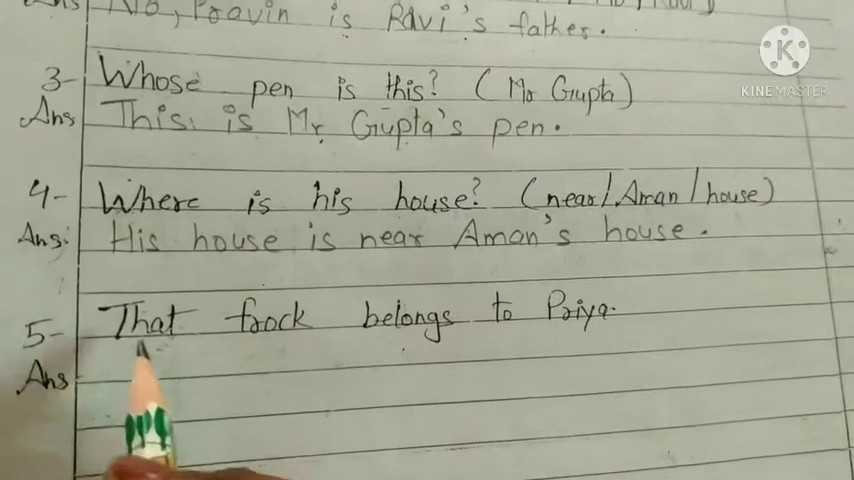 Ans No, Pravin is Ravi's father.
KINEMASTER
3- Whose pen is this? (Mr Gupta)
Ans This is Mr. Gupta's pen.
4- Where is his house? (near/Aman/house)
Ans: His house is near Aman's house.
5- That frock belongs to Priya.
Ans